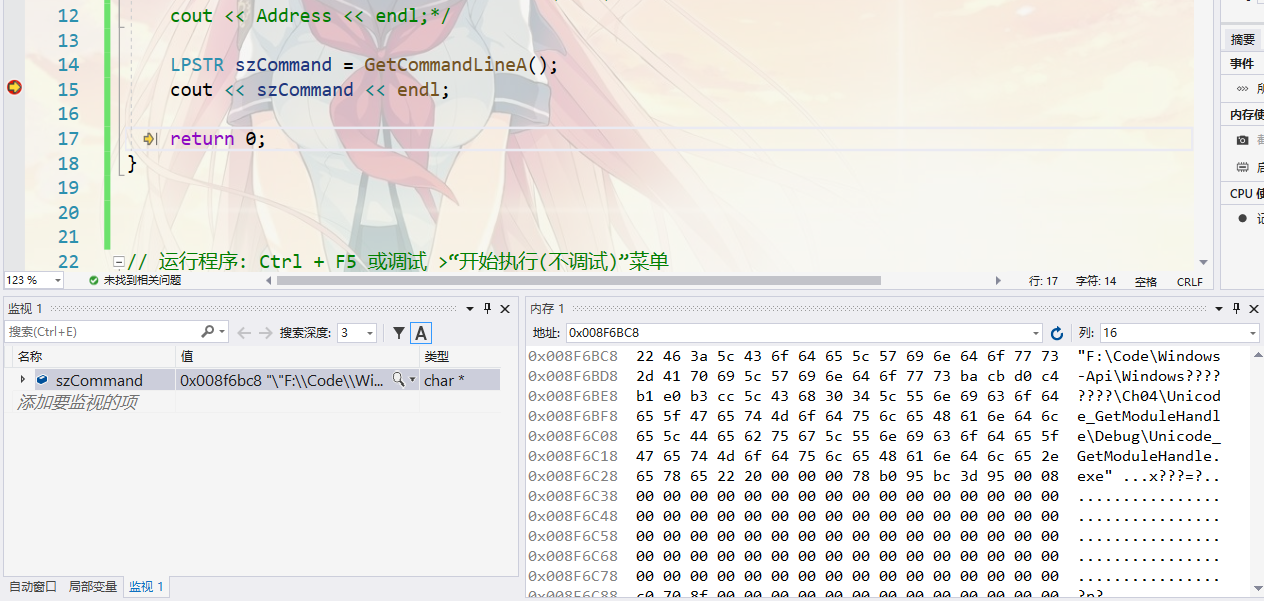 12 cout << Address << endl;*/
13
14 LPSTR szCommand = GetCommandLineA();
15 cout << szCommand << endl;
16
17 return 0;
18 }
19
20
21
22 // 运行程序: Ctrl + F5 或调试 >“开始执行(不调试)”菜单
123 % 未找到相关问题 行: 17 字符: 14 空格 CRLF
摘要
事件
内存使
CPU 使
监视 1
搜索(Ctrl+E) 搜索深度: 3 A
名称 值 类型
szCommand 0x008f6bc8 "\"F:\\Code\\Wi... char *
添加要监视的项
自动窗口 局部变量 监视 1
内存 1
地址: 0x008F6BC8 列: 16
0x008F6BC8 22 46 3a 5c 43 6f 64 65 5c 57 69 6e 64 6f 77 73 "F:\Code\Windows
0x008F6BD8 2d 41 70 69 5c 57 69 6e 64 6f 77 73 ba cb d0 c4 -Api\Windows????
0x008F6BE8 b1 e0 b3 cc 5c 43 68 30 34 5c 55 6e 69 63 6f 64 ????\Ch04\Unicod
0x008F6BF8 65 5f 47 65 74 4d 6f 64 75 6c 65 48 61 6e 64 6c e_GetModuleHandl
0x008F6C08 65 5c 44 65 62 75 67 5c 55 6e 69 63 6f 64 65 5f e\Debug\Unicode_
0x008F6C18 47 65 74 4d 6f 64 75 6c 65 48 61 6e 64 6c 65 2e GetModuleHandle.
0x008F6C28 65 78 65 22 20 00 00 00 78 b0 95 bc 3d 95 00 08 exe" ...x???=?..
0x008F6C38 00 00 00 00 00 00 00 00 00 00 00 00 00 00 00 00 ................
0x008F6C48 00 00 00 00 00 00 00 00 00 00 00 00 00 00 00 00 ................
0x008F6C58 00 00 00 00 00 00 00 00 00 00 00 00 00 00 00 00 ................
0x008F6C68 00 00 00 00 00 00 00 00 00 00 00 00 00 00 00 00 ................
0x008F6C78 00 00 00 00 00 00 00 00 00 00 00 00 00 00 00 00 ................